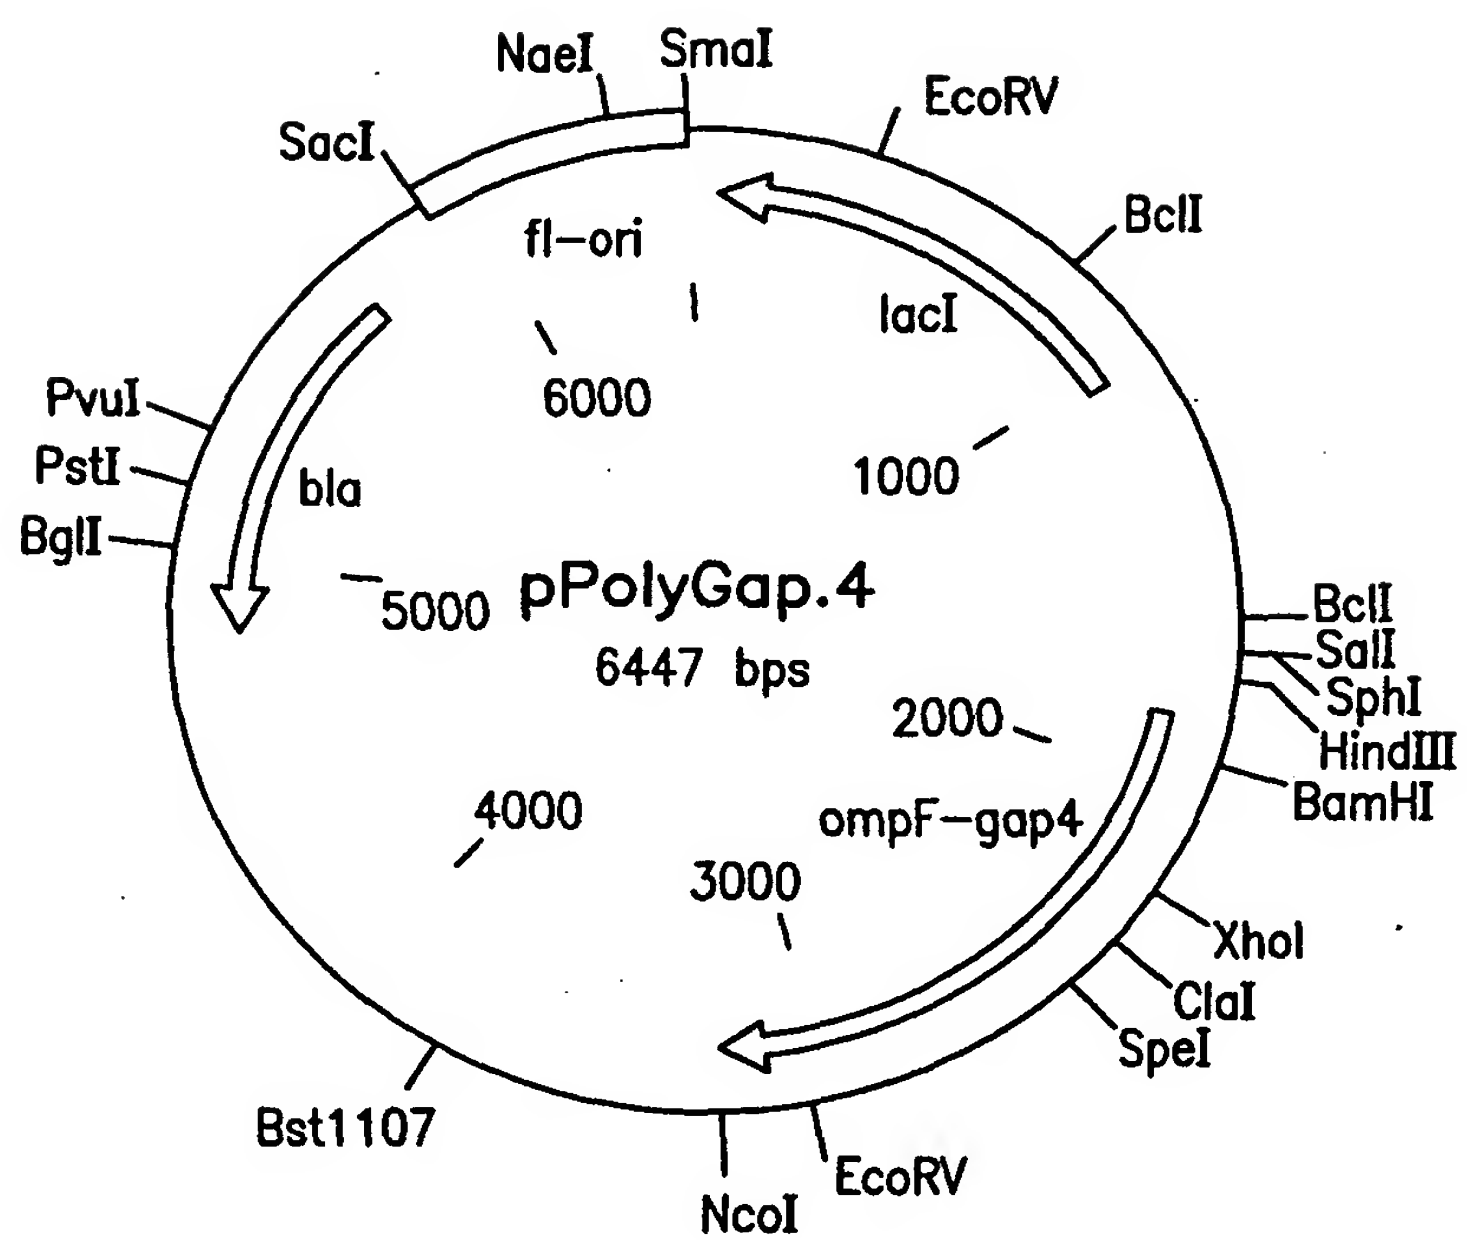 NaeI
SmaI
EcoRV
SacI
BclI
fl-ori
lacI
6000
PvuI
1000
PstI
bla
BglI
pPolyGap.4
5000
BclI
6447 bps
SalI
SphI
2000
HindIII
BamHI
4000
ompF-gap4
3000
XhoI
ClaI
SpeI
Bst1107
EcoRV
NcoI